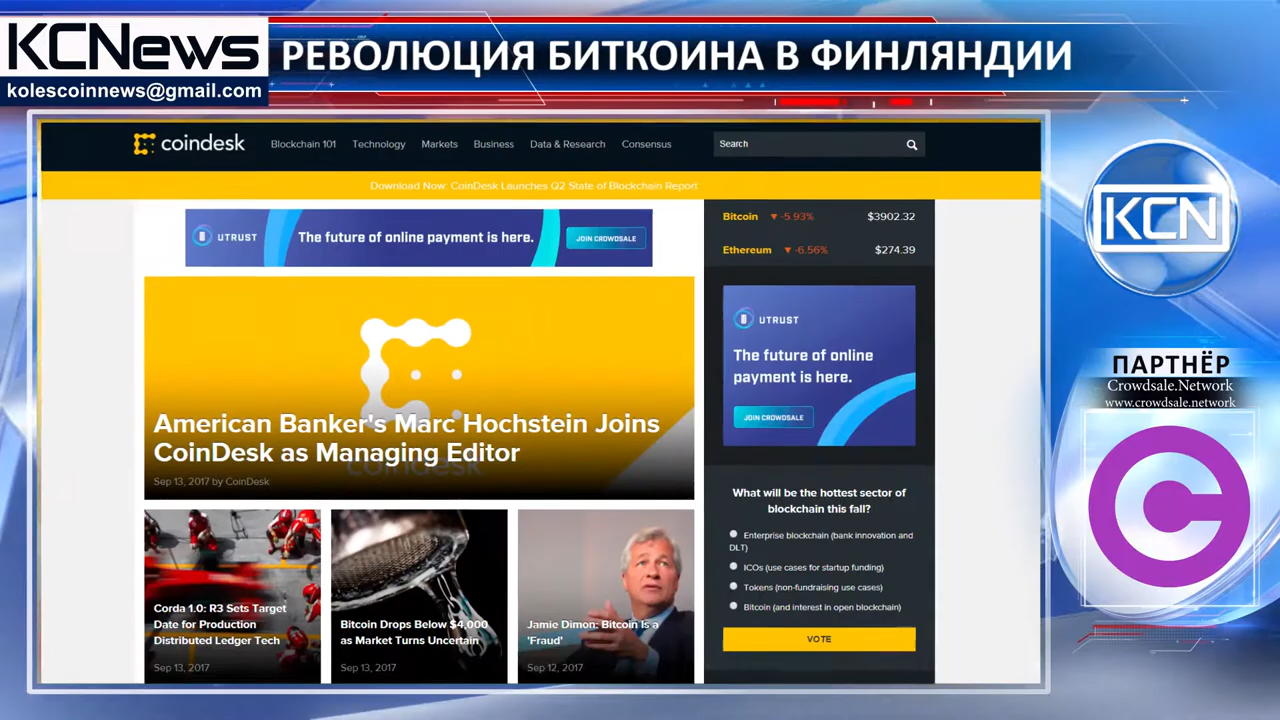 KCNews
kolescoinnews@gmail.com
РЕВОЛЮЦИЯ БИТКОИНА В ФИНЛЯНДИИ
coindesk
Blockchain 101 Technology Markets Business Data & Research Consensus
Search
Download Now: CoinDesk Launches Q2 State of Blockchain Report
UTRUST
The future of online payment is here.
JOIN CROWDSALE
Bitcoin ▼ -5.93% $3902.32
Ethereum ▼ -6.56% $274.39
American Banker's Marc Hochstein Joins
CoinDesk as Managing Editor
Sep 13, 2017 by CoinDesk
coindesk
UTRUST
The future of online
payment is here.
JOIN CROWDSALE
Corda 1.0: R3 Sets Target
Date for Production
Distributed Ledger Tech
Sep 13, 2017
Bitcoin Drops Below $4,000
as Market Turns Uncertain
Sep 13, 2017
Jamie Dimon: Bitcoin Is a
'Fraud'
Sep 12, 2017
What will be the hottest sector of
blockchain this fall?
Enterprise blockchain (bank innovation and
DLT)
ICOs (use cases for startup funding)
Tokens (non-fundraising use cases)
Bitcoin (and interest in open blockchain)
VOTE
KCN
ПАРТНЁР
Crowdsale.Network
www.crowdsale.network